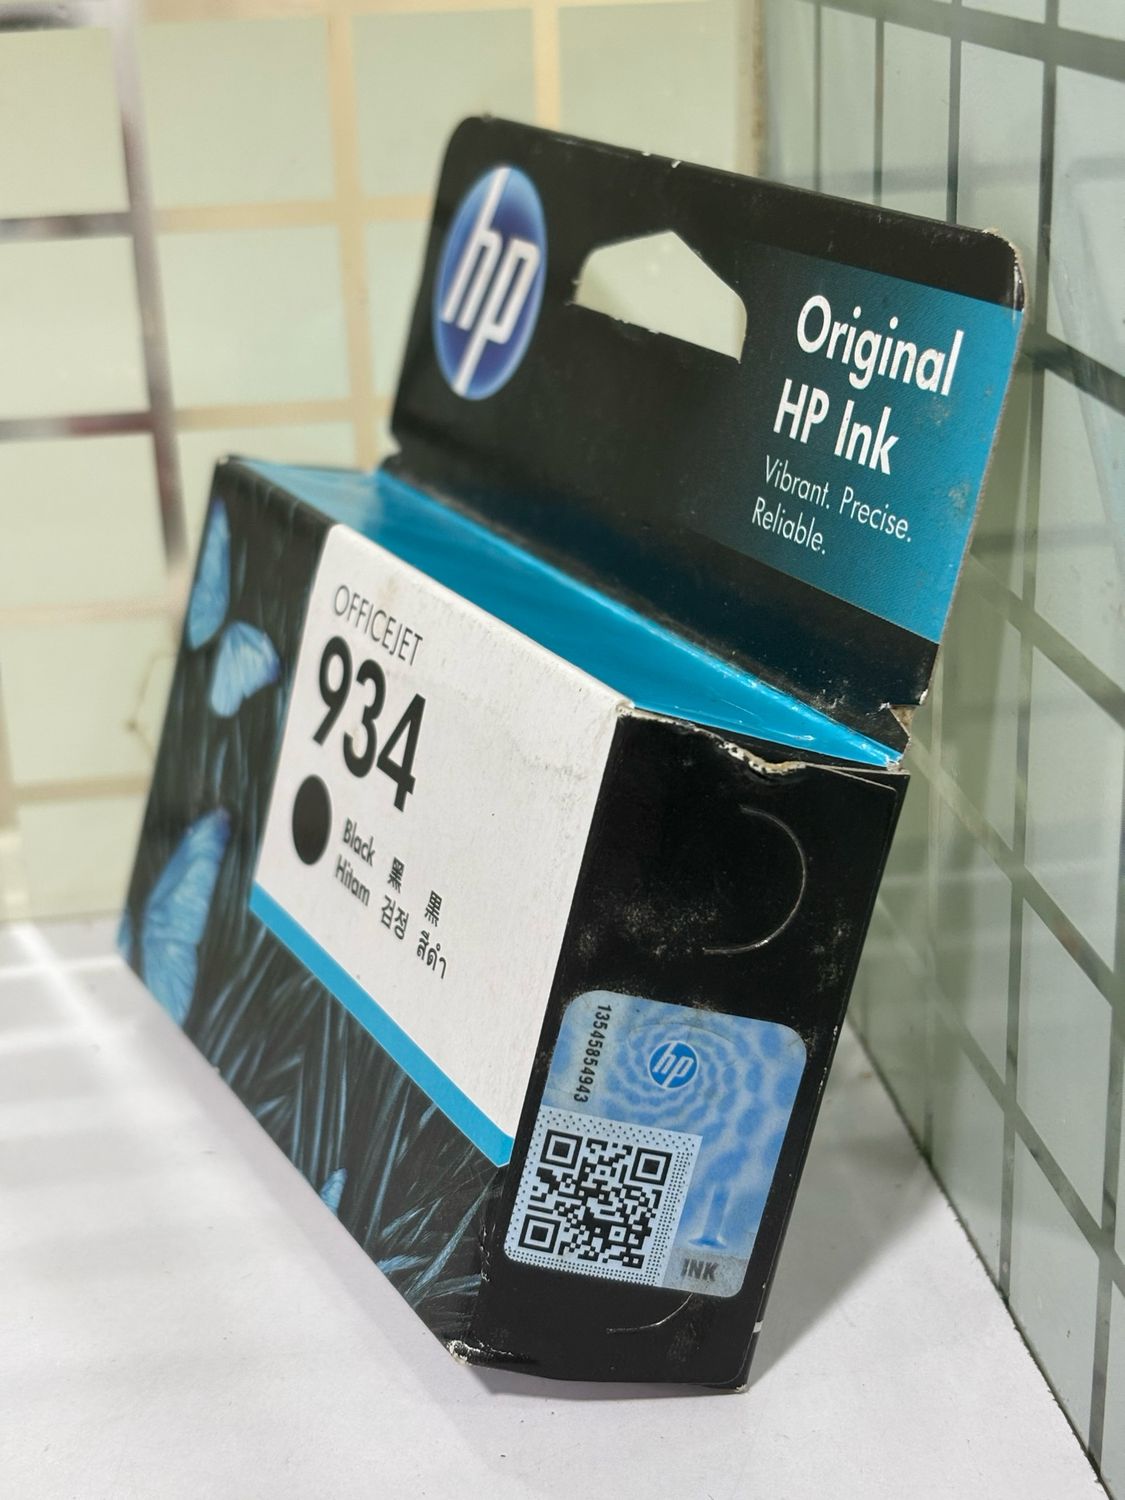 hp
Original
HP Ink
Vibrant. Precise.
Reliable.
OFFICEJET
934
Black 黑 黑
Hitam 검정 สีดำ
13545854943
hp
INK